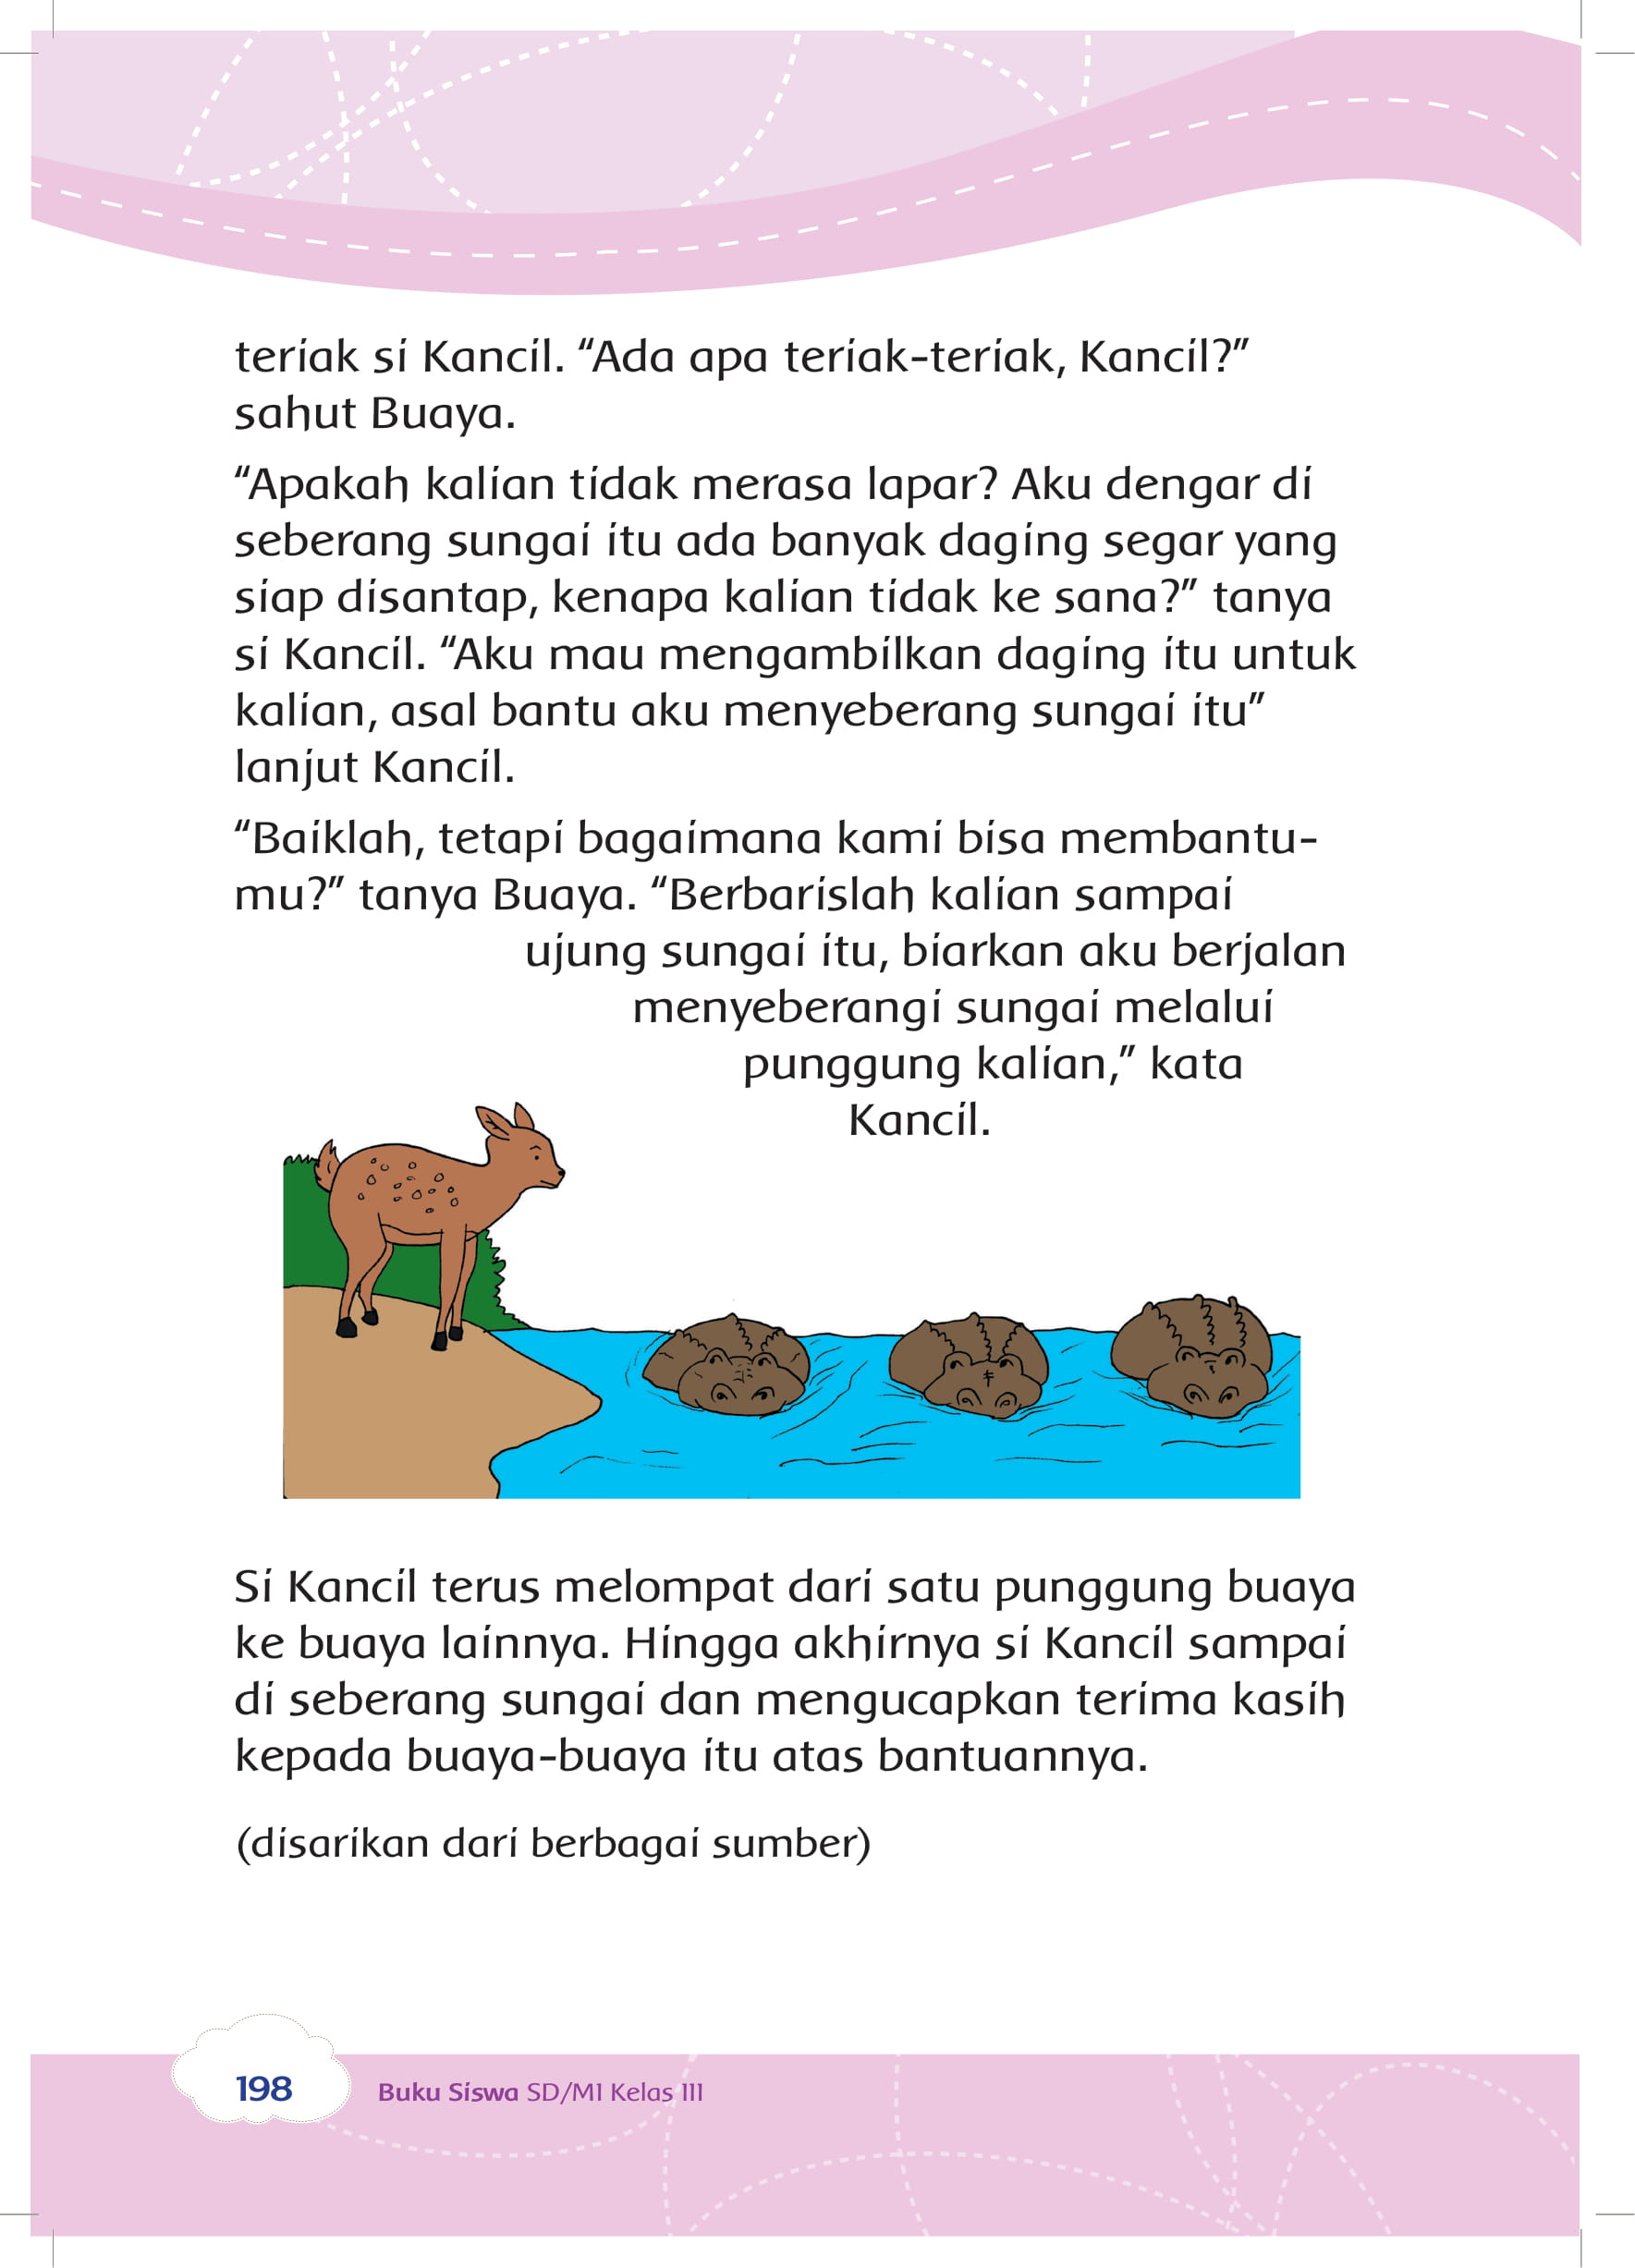 teriak si Kancil. “Ada apa teriak-teriak, Kancil?”
sahut Buaya.
“Apakah kalian tidak merasa lapar? Aku dengar di
seberang sungai itu ada banyak daging segar yang
siap disantap, kenapa kalian tidak ke sana?” tanya
si Kancil. “Aku mau mengambilkan daging itu untuk
kalian, asal bantu aku menyeberang sungai itu”
lanjut Kancil.
“Baiklah, tetapi bagaimana kami bisa membantu-
mu?” tanya Buaya. “Berbarislah kalian sampai
ujung sungai itu, biarkan aku berjalan
menyeberangi sungai melalui
punggung kalian,” kata
Kancil.
Si Kancil terus melompat dari satu punggung buaya
ke buaya lainnya. Hingga akhirnya si Kancil sampai
di seberang sungai dan mengucapkan terima kasih
kepada buaya-buaya itu atas bantuannya.
(disarikan dari berbagai sumber)
198
Buku Siswa SD/MI Kelas III